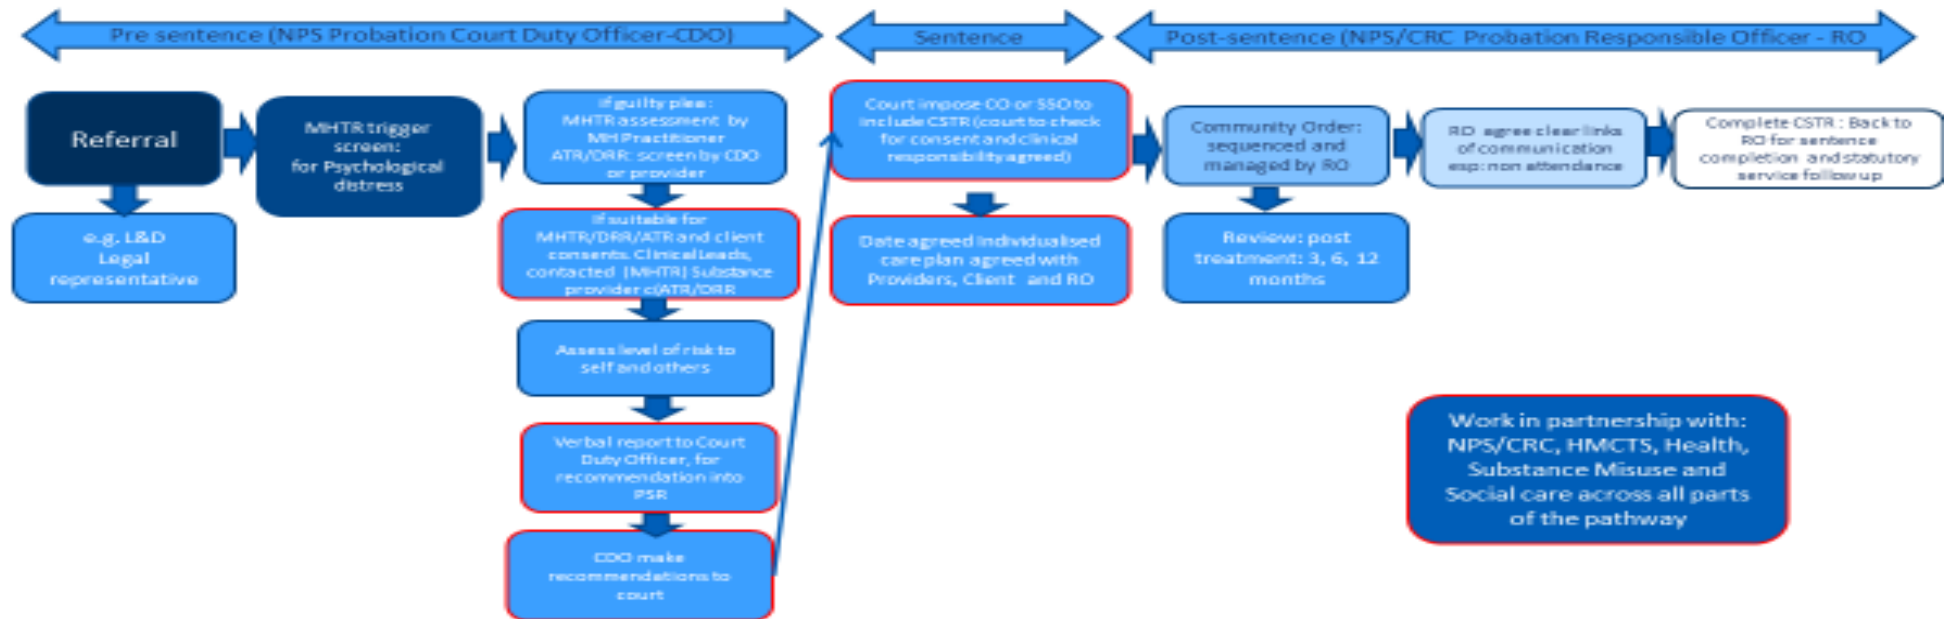 Pre sentence (NPS Probation Court Duty Officer-CDO)
Sentence
Post-sentence (NPS/CRC Probation Responsible Officer - RO
Referral
e.g. L&D
Legal
representative
MHTR trigger
screen:
for Psychological
distress
If guilty plea:
MHTR assessment by
MH Practitioner
ATR/DRR: screen by CDO
or provider
If suitable for
MHTR/DRR/ATR and client
consents. Clinical Leads,
contacted (MHTR) Substance
provider c(ATR/DRR
Assess level of risk to
self and others
Verbal report to Court
Duty Officer, for
recommendation into
PSR
CDO make
recommendations to
court
Court impose CO or SSO to
include CSTR (court to check
for consent and clinical
responsibility agreed)
Date agreed Individualised
care plan agreed with
Providers, Client and RO
Community Order:
sequenced and
managed by RO
Review: post
treatment: 3, 6, 12
months
RO agree clear links
of communication
esp: non attendance
Complete CSTR : Back to
RO for sentence
completion and statutory
service follow up
Work in partnership with:
NPS/CRC, HMCTS, Health,
Substance Misuse and
Social care across all parts
of the pathway